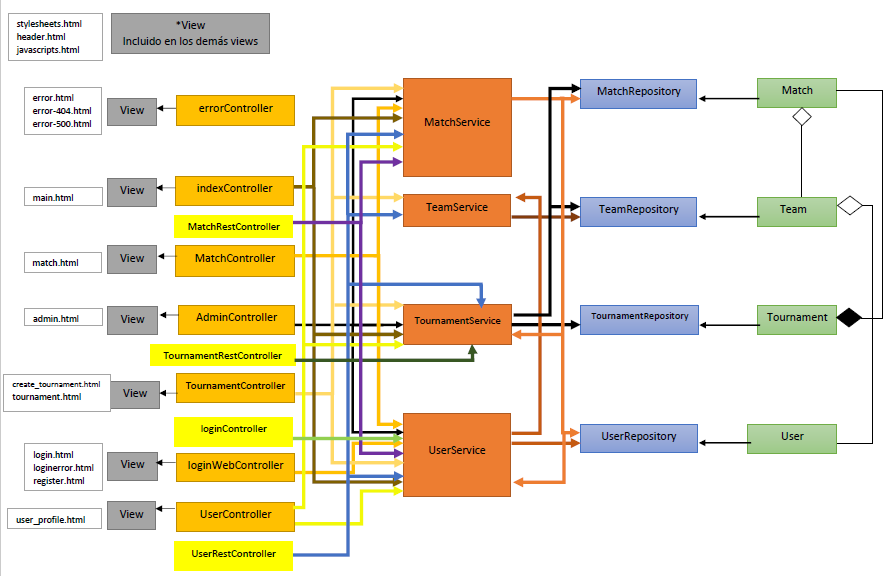 stylesheets.html
header.html
javascripts.html
*View
Incluido en los demás views
error.html
error-404.html
error-500.html
View
errorController
MatchService
MatchRepository
Match
main.html
View
indexController
TeamService
TeamRepository
Team
MatchRestController
match.html
View
MatchController
admin.html
View
AdminController
TournamentService
TournamentRepository
Tournament
TournamentRestController
create_tournament.html
tournament.html
View
TournamentController
loginController
UserService
UserRepository
User
login.html
loginerror.html
register.html
View
loginWebController
user_profile.html
View
UserController
UserRestController